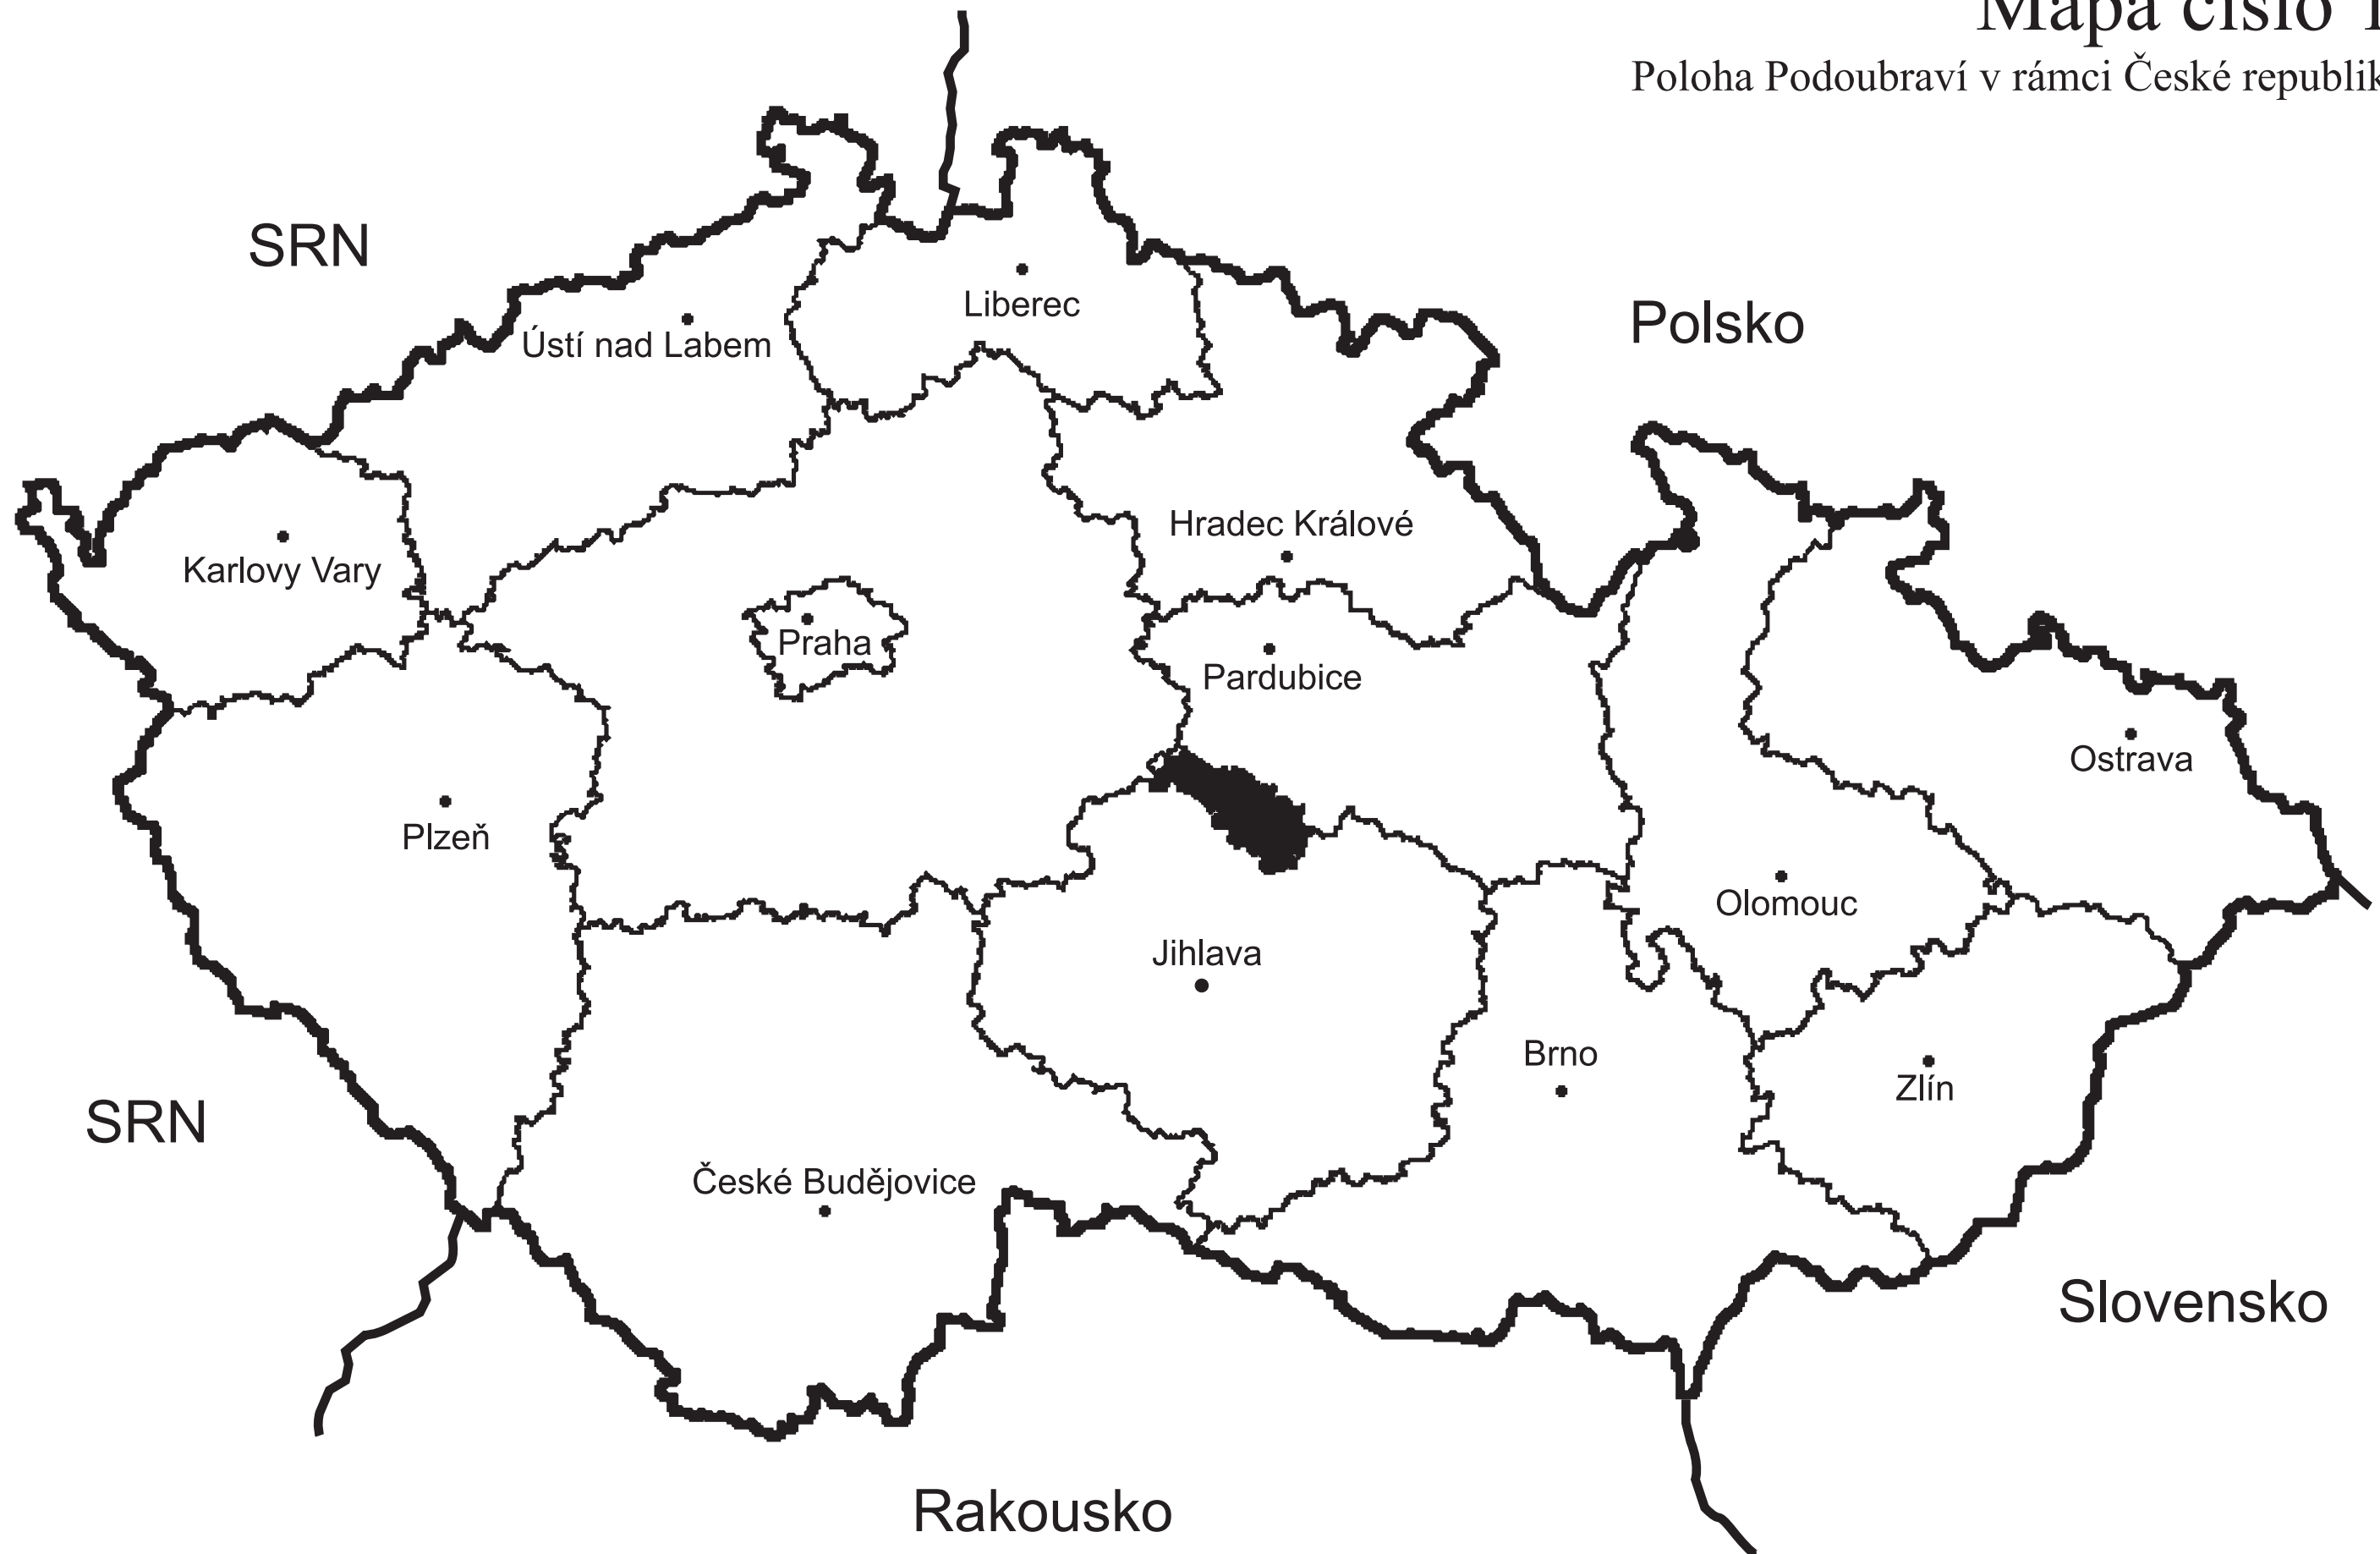 Mapa číslo 1
Poloha Podoubraví v rámci České republik
SRN
Polsko
Liberec
Ústí nad Labem
Hradec Králové
Karlovy Vary
Praha
Pardubice
Ostrava
Plzeň
Olomouc
Jihlava
Brno
Zlín
SRN
České Budějovice
Slovensko
Rakousko